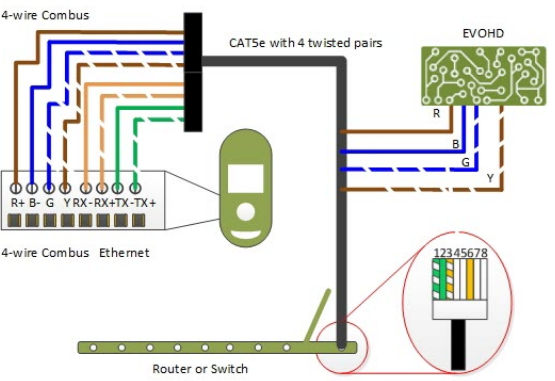 4-wire Combus
CAT5e with 4 twisted pairs
EVOHD
R
B
G
Y
R+ B- G Y RX- RX+ TX- TX+
4-wire Combus Ethernet
12345678
Router or Switch